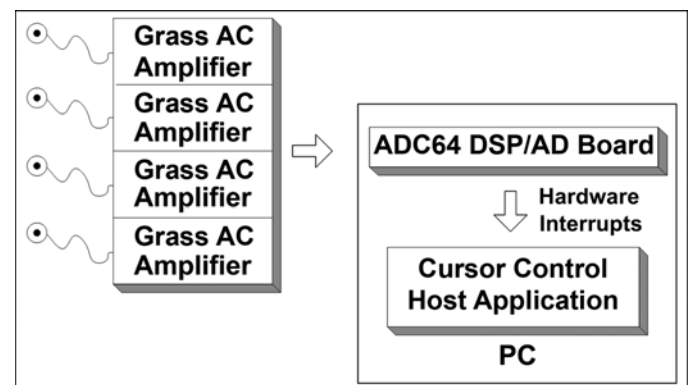 Grass AC
Amplifier
Grass AC
Amplifier
Grass AC
Amplifier
Grass AC
Amplifier
ADC64 DSP/AD Board
Hardware
Interrupts
Cursor Control
Host Application
PC